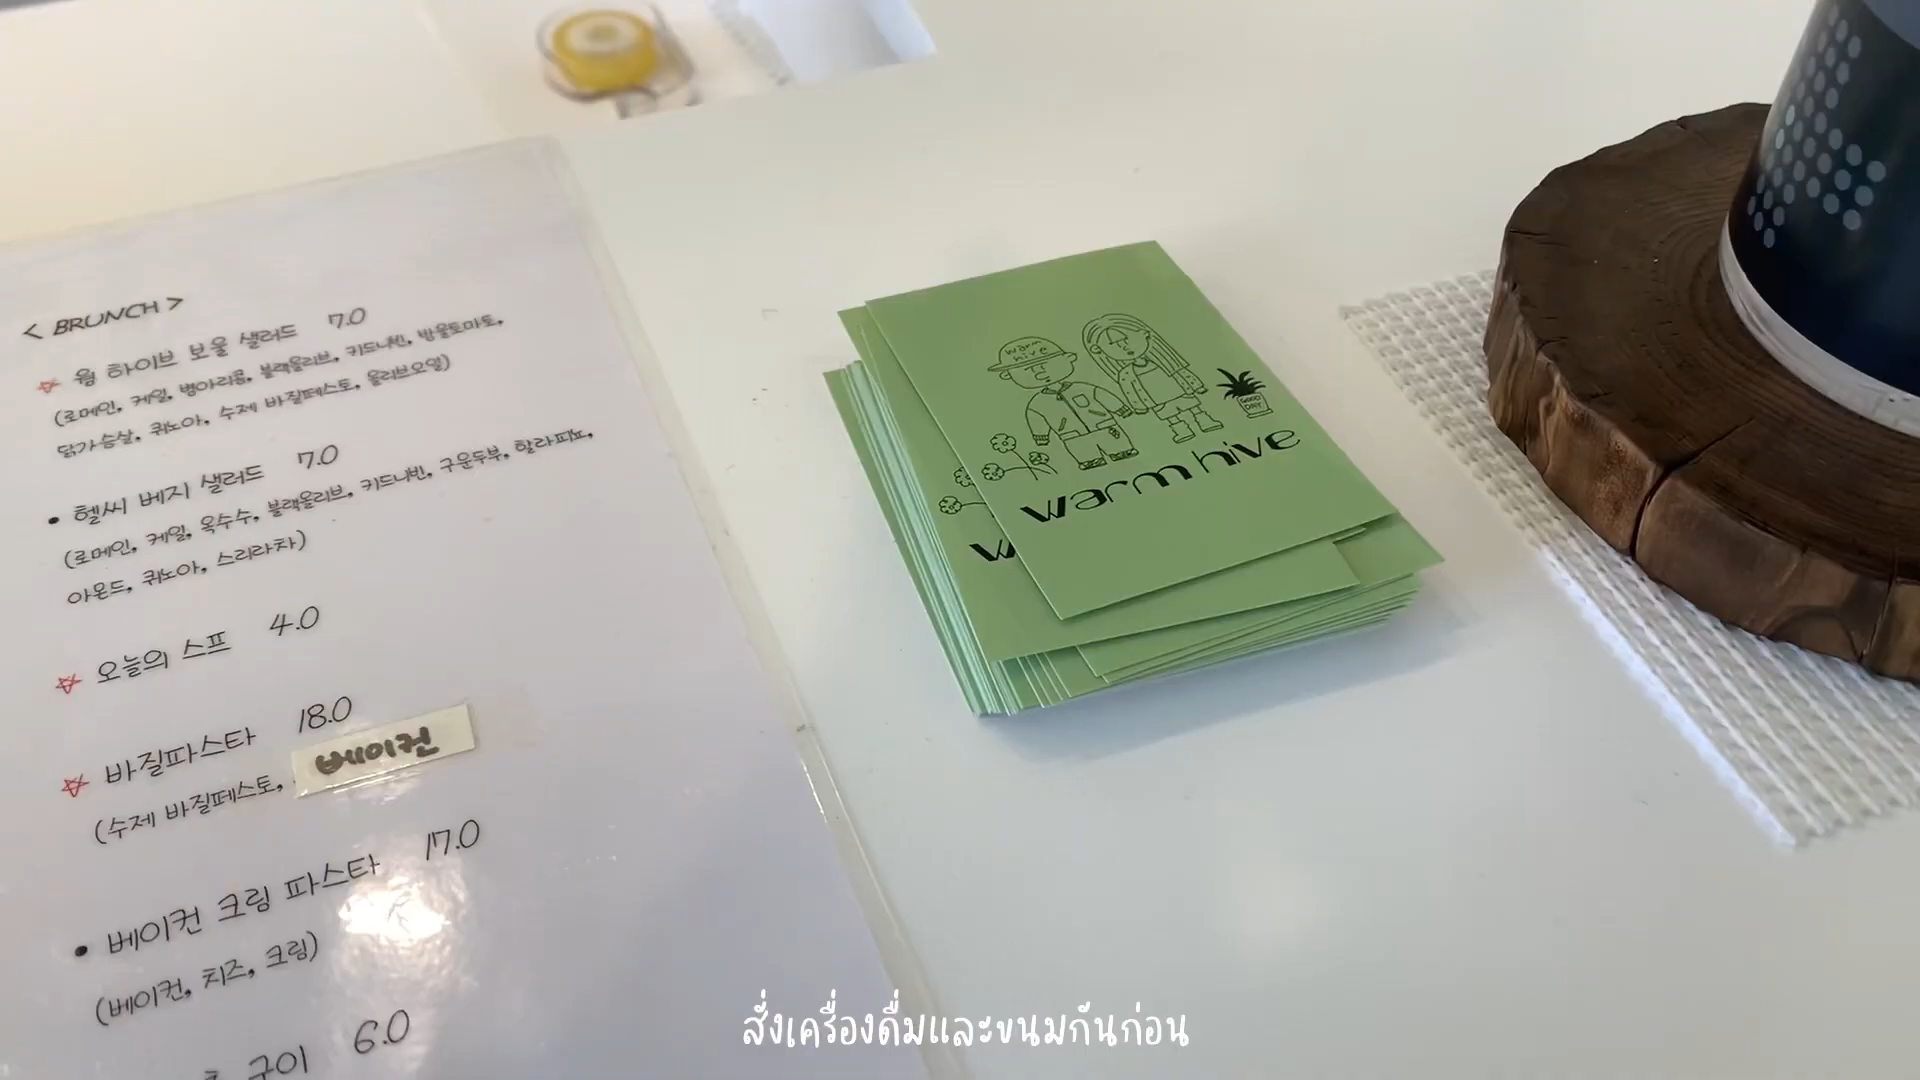 < BRUNCH >
☆ 웜 하이브 보울 샐러드 7.0
(로메인, 케일, 병아리콩, 블랙올리브, 키드니빈, 방울토마토,
닭가슴살, 퀴노아, 수제 바질페스토, 올리브오일)
• 헬씨 베지 샐러드 7.0
(로메인, 케일, 옥수수, 블랙올리브, 키드니빈, 구운두부, 할라피뇨,
아몬드, 퀴노아, 스리라차)
☆ 오늘의 스프 4.0
☆ 바질파스타 18.0
(수제 바질페스토, 베이컨
• 베이컨 크림 파스타 17.0
(베이컨, 치즈, 크림)
구이 6.0
warm
hive
GOOD
DAY
warm hive
w
สั่งเครื่องดื่มและขนมกันก่อน